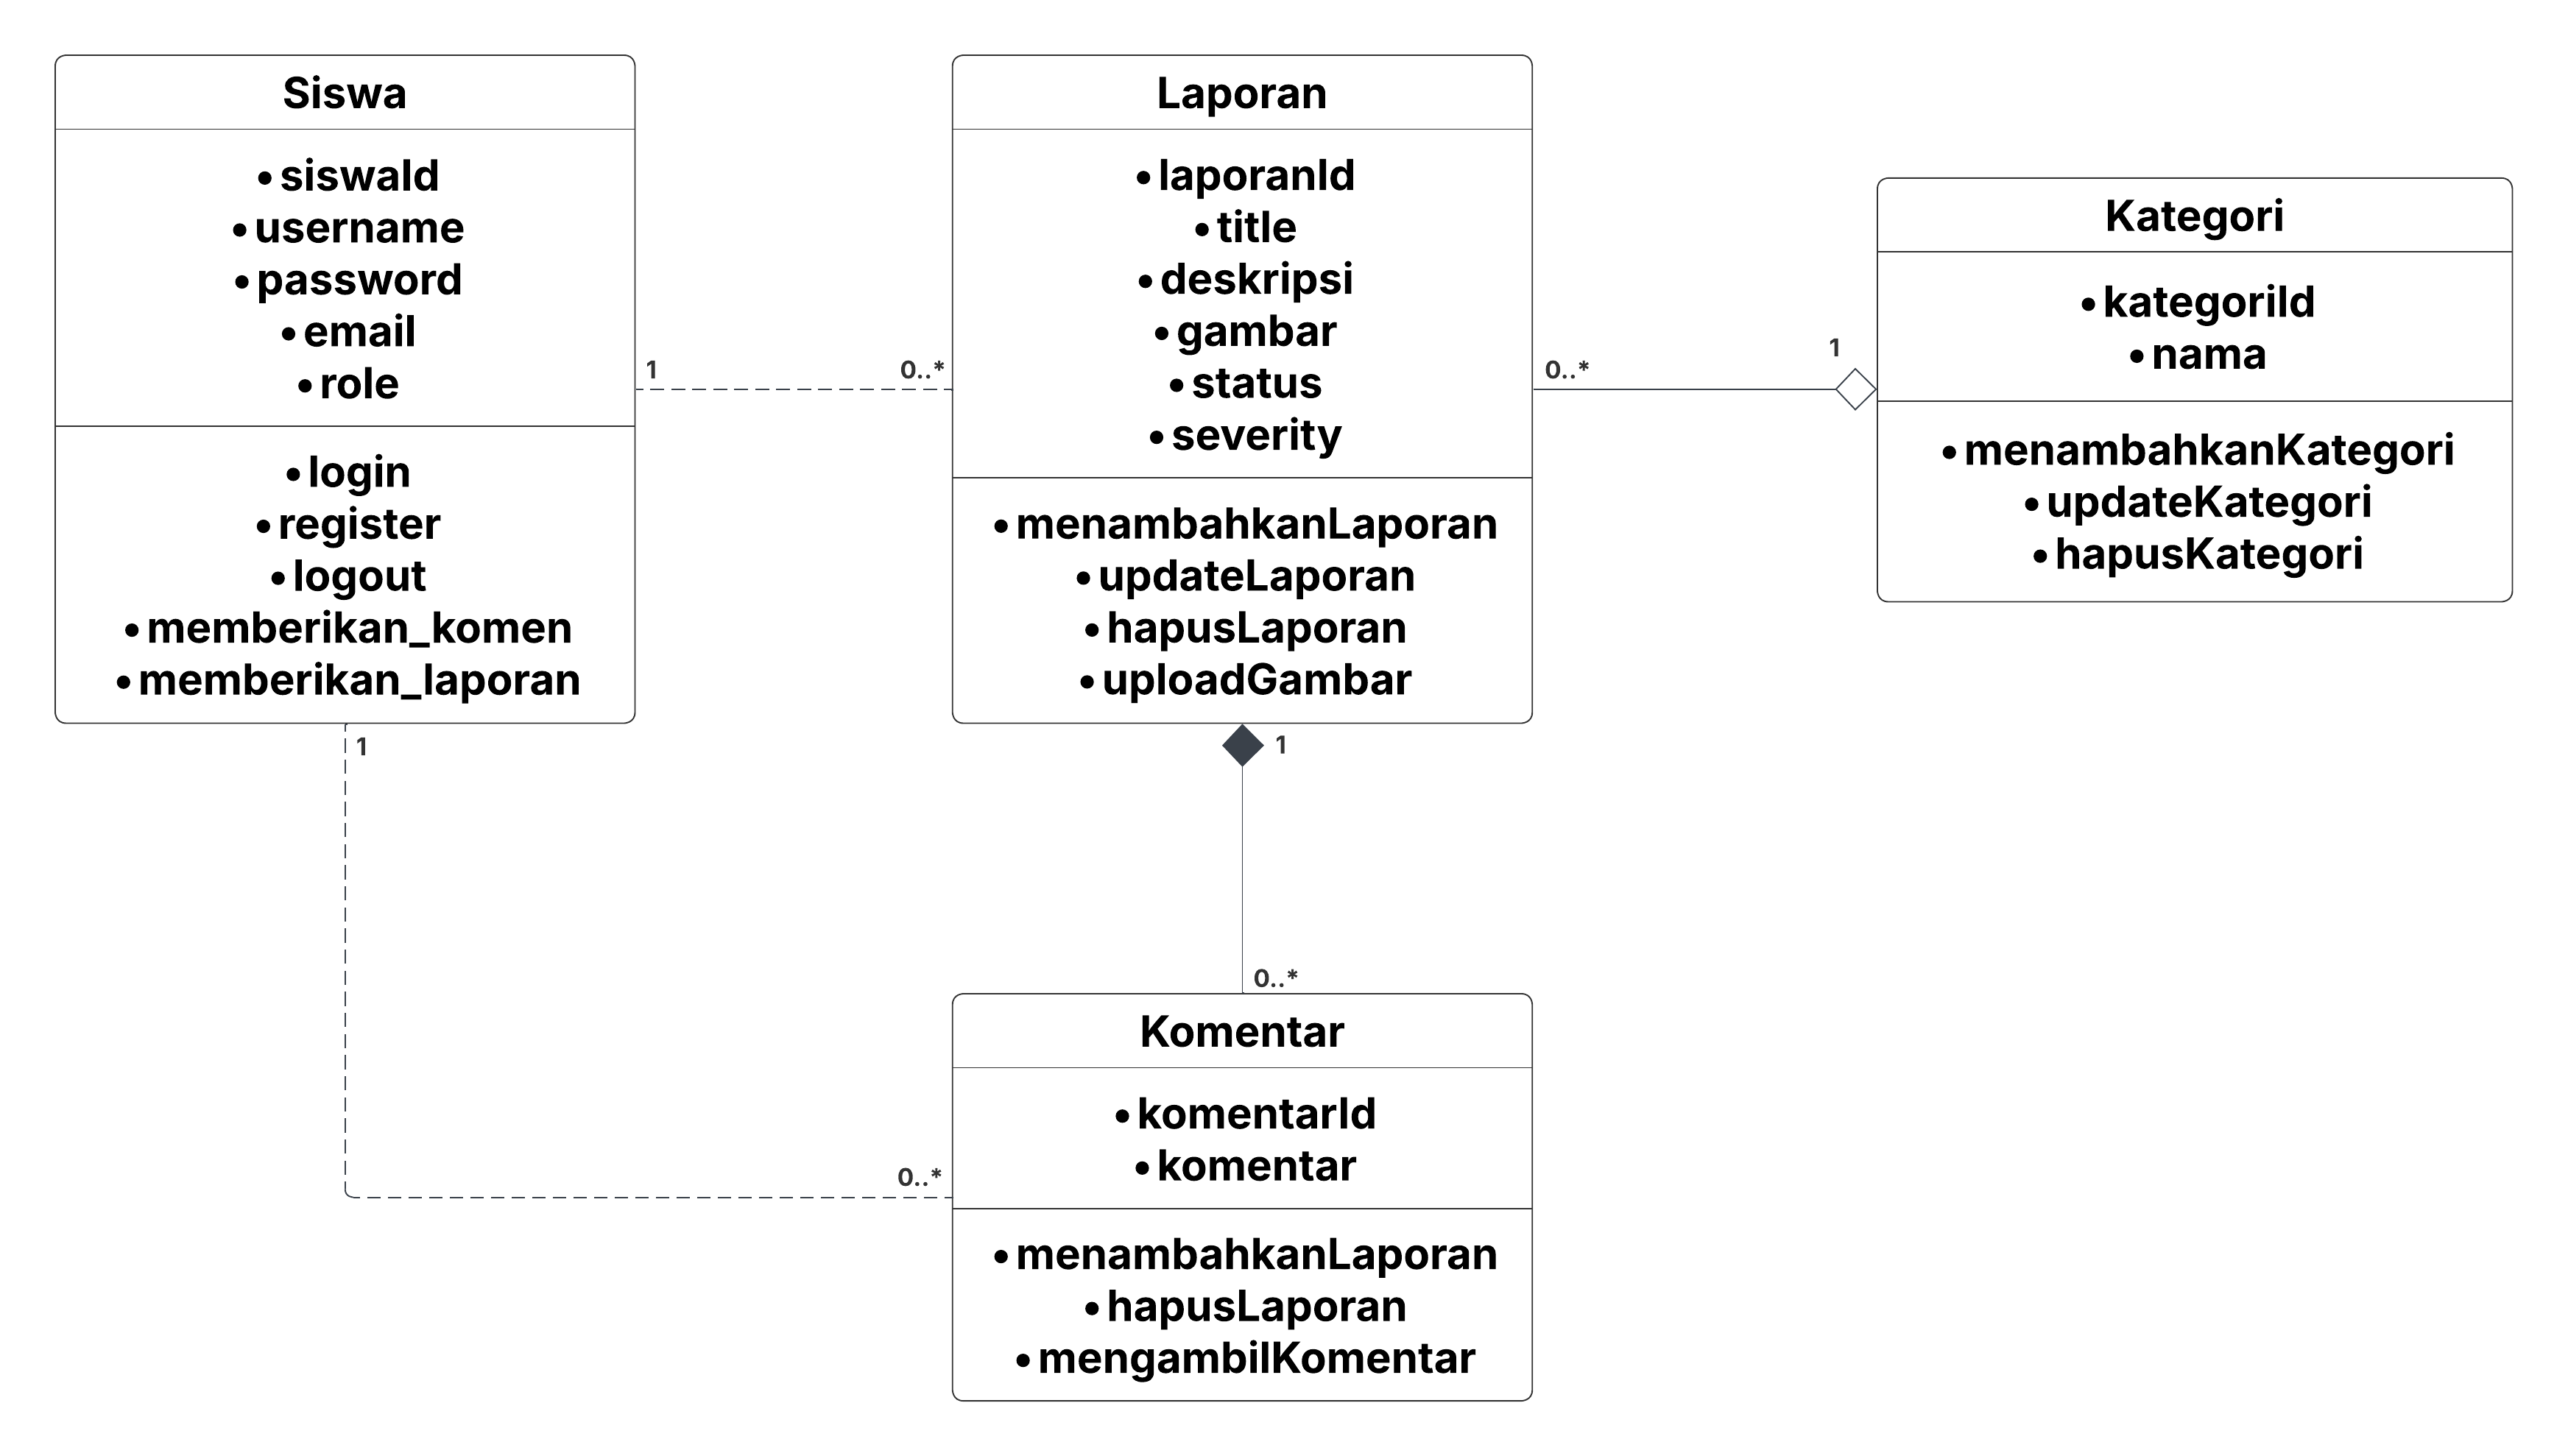 Siswa
• siswaId
• username
• password
• email
• role
• login
• register
• logout
• memberikan_komen
• memberikan_laporan
1
0..*
1
0..*
Laporan
• laporanId
• title
• deskripsi
• gambar
• status
• severity
• menambahkanLaporan
• updateLaporan
• hapusLaporan
• uploadGambar
0..*
1
1
0..*
Kategori
• kategoriId
• nama
• menambahkanKategori
• updateKategori
• hapusKategori
Komentar
• komentarId
• komentar
• menambahkanLaporan
• hapusLaporan
• mengambilKomentar